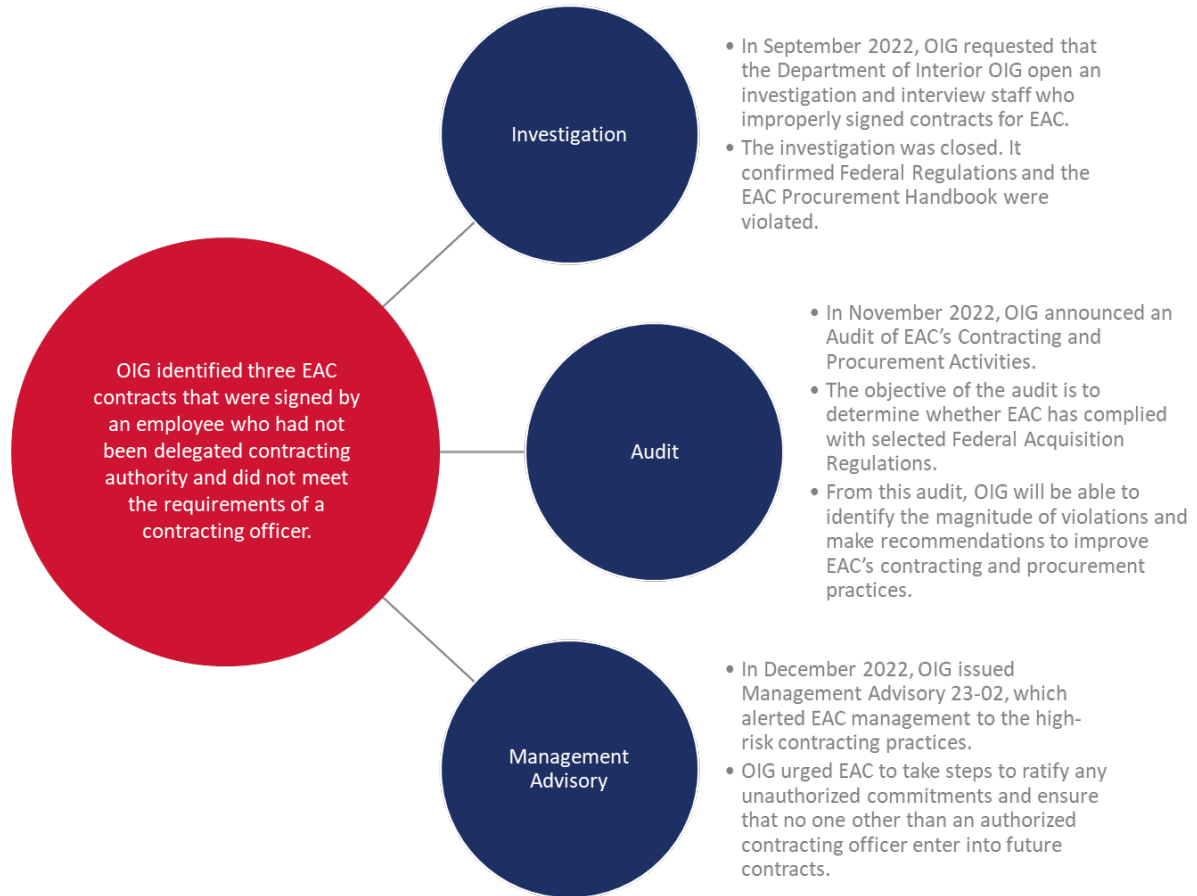 OIG identified three EAC
contracts that were signed by
an employee who had not
been delegated contracting
authority and did not meet
the requirements of a
contracting officer.
Investigation
• In September 2022, OIG requested that
the Department of Interior OIG open an
investigation and interview staff who
improperly signed contracts for EAC.
• The investigation was closed. It
confirmed Federal Regulations and the
EAC Procurement Handbook were
violated.
Audit
• In November 2022, OIG announced an
Audit of EAC’s Contracting and
Procurement Activities.
• The objective of the audit is to
determine whether EAC has complied
with selected Federal Acquisition
Regulations.
• From this audit, OIG will be able to
identify the magnitude of violations and
make recommendations to improve
EAC’s contracting and procurement
practices.
Management
Advisory
• In December 2022, OIG issued
Management Advisory 23-02, which
alerted EAC management to the high-
risk contracting practices.
• OIG urged EAC to take steps to ratify any
unauthorized commitments and ensure
that no one other than an authorized
contracting officer enter into future
contracts.